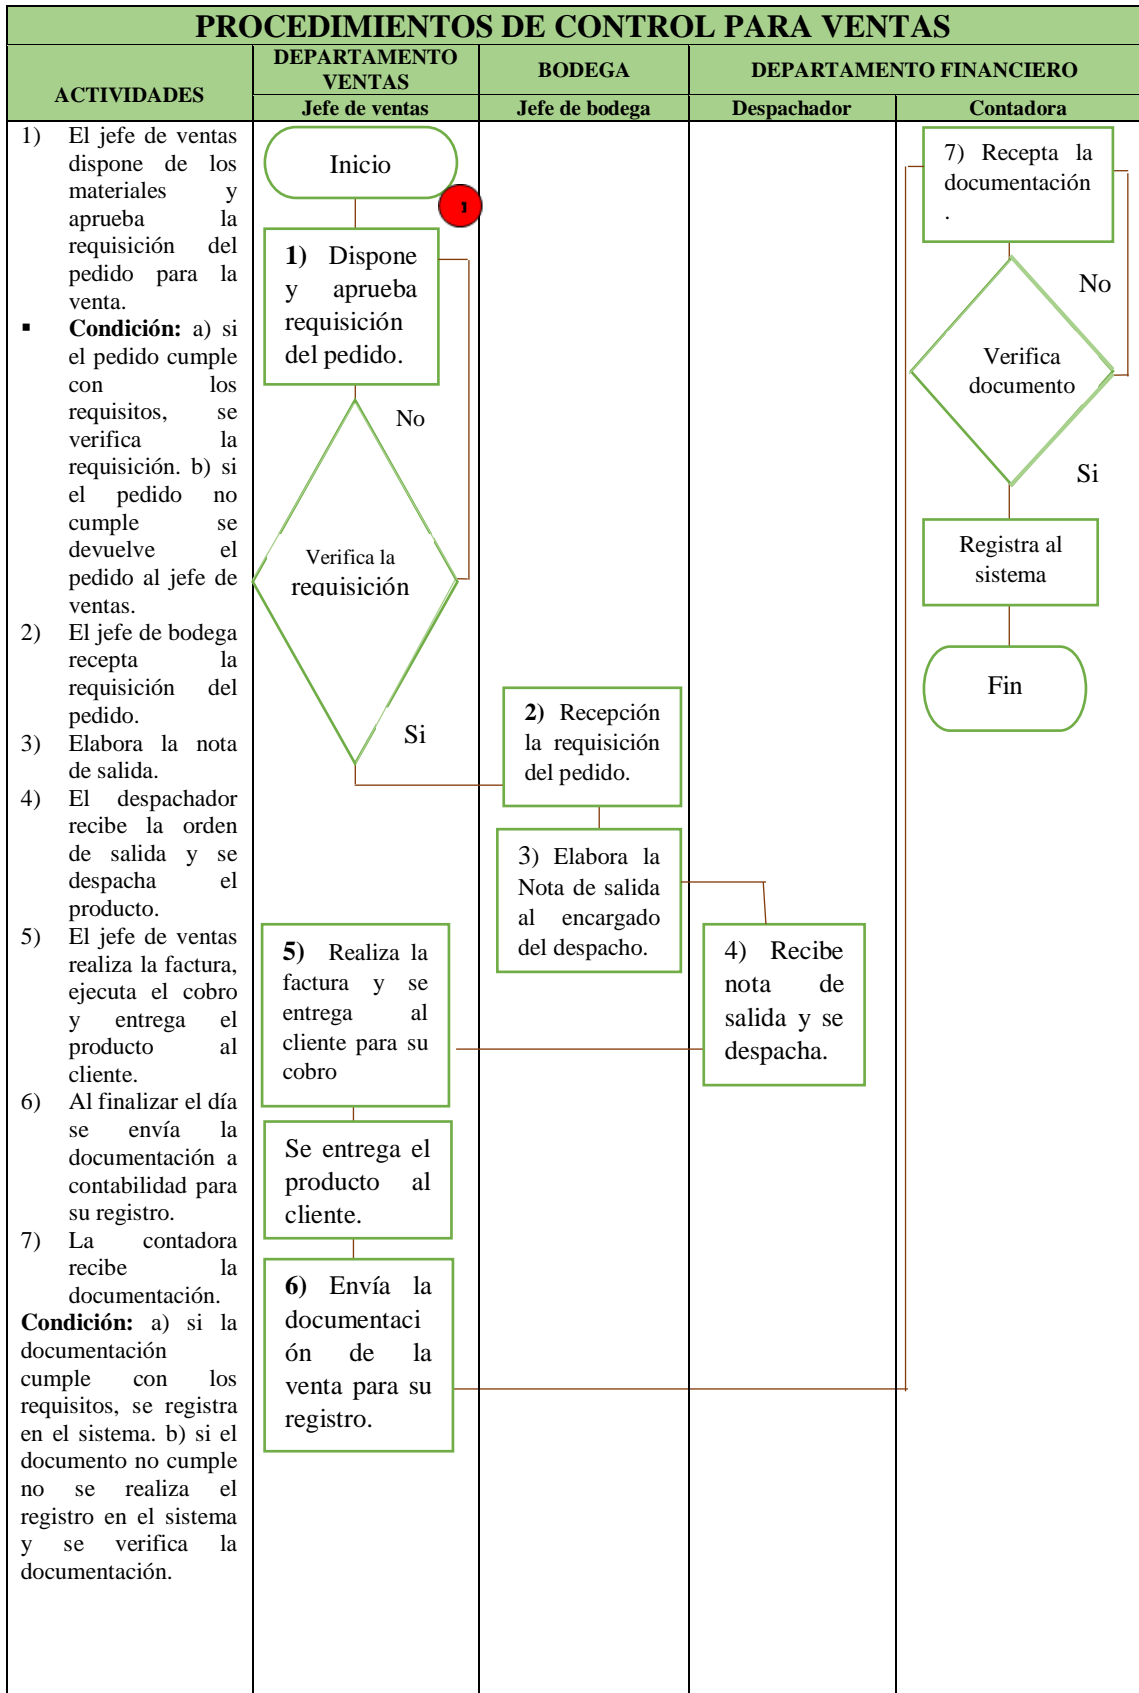 PROCEDIMIENTOS DE CONTROL PARA VENTAS
ACTIVIDADES
DEPARTAMENTO
VENTAS
BODEGA
DEPARTAMENTO FINANCIERO
Jefe de ventas
Jefe de bodega
Despachador
Contadora
1) El jefe de ventas
dispone de los
materiales y
aprueba la
requisición del
pedido para la
venta.
▪ Condición: a) si
el pedido cumple
con los
requisitos, se
verifica la
requisición. b) si
el pedido no
cumple se
devuelve el
pedido al jefe de
ventas.
2) El jefe de bodega
recepta la
requisición del
pedido.
3) Elabora la nota
de salida.
4) El despachador
recibe la orden
de salida y se
despacha el
producto.
5) El jefe de ventas
realiza la factura,
ejecuta el cobro
y entrega el
producto al
cliente.
6) Al finalizar el día
se envía la
documentación a
contabilidad para
su registro.
7) La contadora
recibe la
documentación.
Condición: a) si la
documentación
cumple con los
requisitos, se registra
en el sistema. b) si el
documento no cumple
no se realiza el
registro en el sistema
y se verifica la
documentación.
Inicio
1) Dispone
y aprueba
requisición
del pedido.
No
Verifica la
requisición
Si
2) Recepción
la requisición
del pedido.
3) Elabora la
Nota de salida
al encargado
del despacho.
4) Recibe
nota de
salida y se
despacha.
5) Realiza la
factura y se
entrega al
cliente para su
cobro
Se entrega el
producto al
cliente.
6) Envía la
documentaci
ón de la
venta para su
registro.
7) Recepta la
documentación
.
No
Verifica
documento
Si
Registra al
sistema
Fin